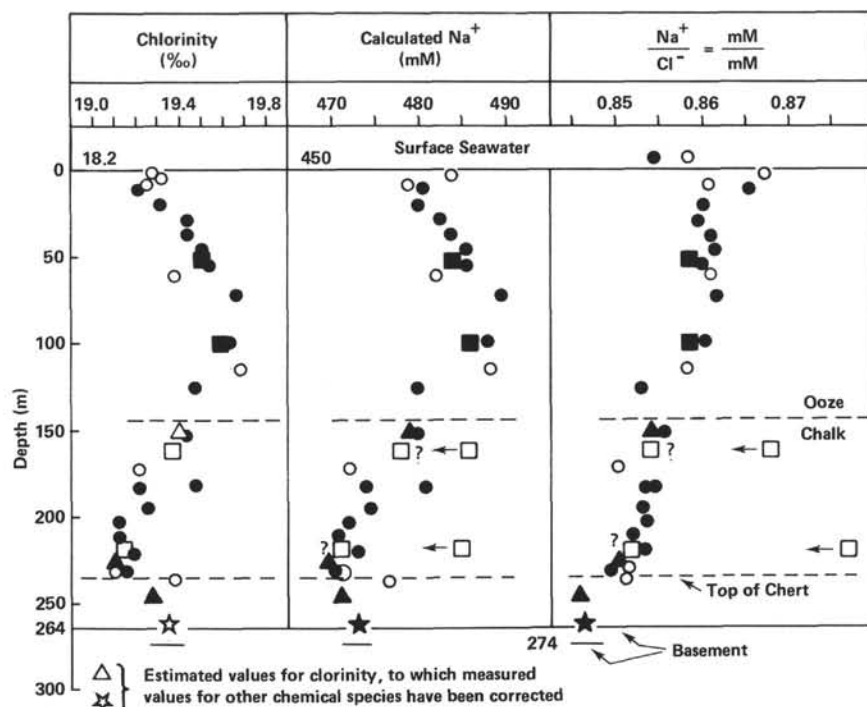 Chlorinity
(‰)
Calculated Na+
(mM)
Na+ / Cl− = mM / mM
19.0 19.4 19.8
470 480 490
0.85 0.86 0.87
18.2
450
Surface Seawater
0
50
100
150
200
250
264
300
Depth (m)
Ooze
Chalk
?
?
?
?
Top of Chert
274
Basement
Estimated values for clorinity, to which measured
values for other chemical species have been corrected